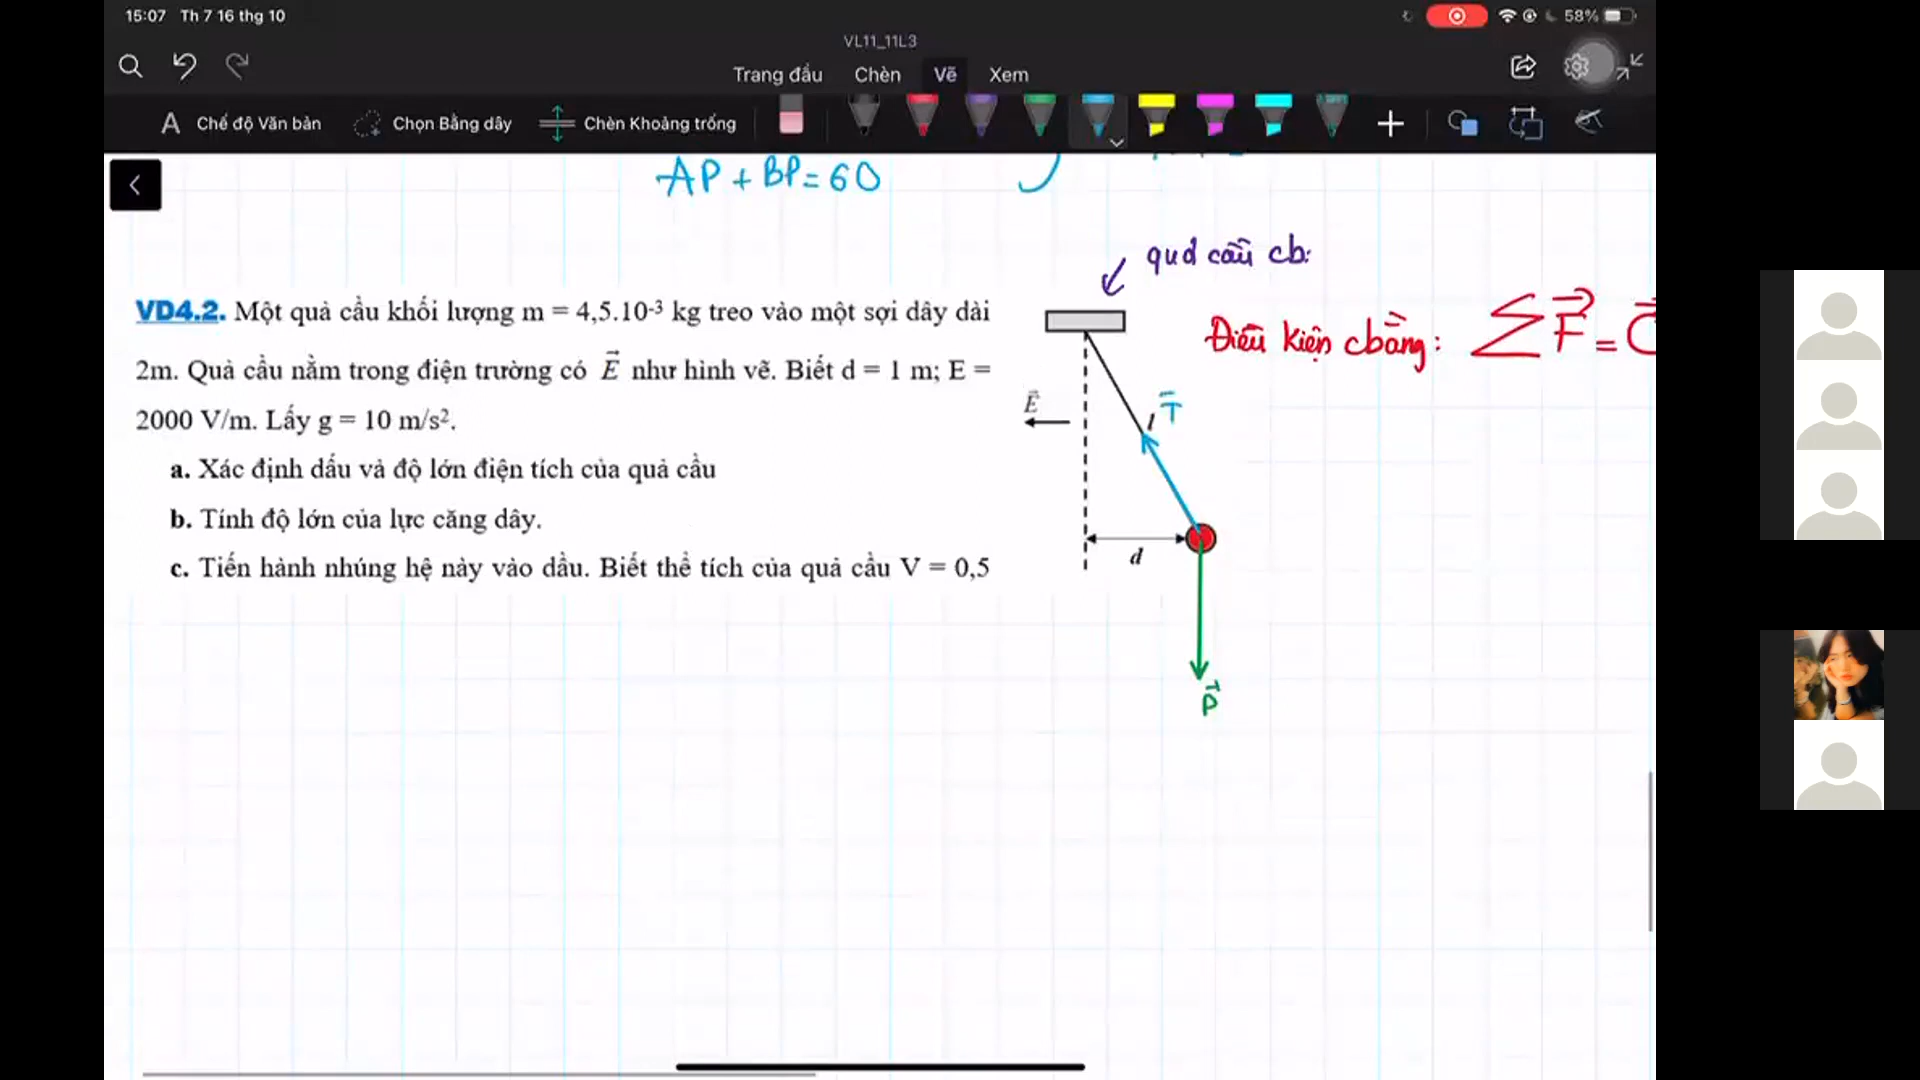 15:07 Th 7 16 thg 10
58%
VL11_11L3
Trang đầu Chèn Vẽ Xem
Chế độ Văn bản Chọn Bằng dây Chèn Khoảng trống
AP + BP = 60
quả cầu cb:
VD4.2. Một quả cầu khối lượng m = 4,5.10⁻³ kg treo vào một sợi dây dài
2m. Quả cầu nằm trong điện trường có E⃗ như hình vẽ. Biết d = 1 m; E =
2000 V/m. Lấy g = 10 m/s².
a. Xác định dấu và độ lớn điện tích của quả cầu
b. Tính độ lớn của lực căng dây.
c. Tiến hành nhúng hệ này vào dầu. Biết thể tích của quả cầu V = 0,5
Điều kiện cbằng: ΣF⃗ =
E⃗
l
T⃗
d
P⃗